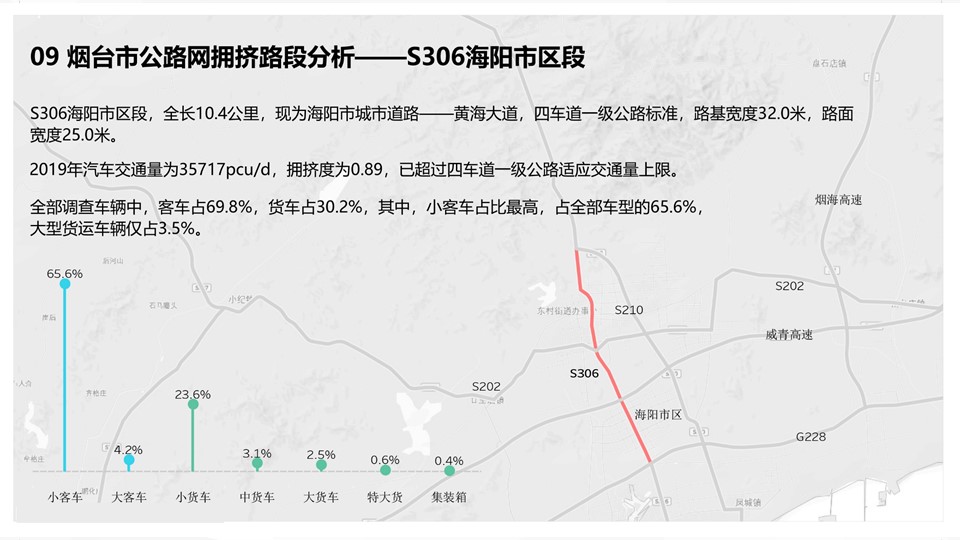 09 烟台市公路网拥挤路段分析——S306海阳市区段
S306海阳市区段，全长10.4公里，现为海阳市城市道路——黄海大道，四车道一级公路标准，路基宽度32.0米，路面
宽度25.0米。
2019年汽车交通量为35717pcu/d，拥挤度为0.89，已超过四车道一级公路适应交通量上限。
全部调查车辆中，客车占69.8%，货车占30.2%，其中，小客车占比最高，占全部车型的65.6%，
大型货运车辆仅占3.5%。
盘石店镇
烟海高速
65.6%
小纪镇
S202
东村街道办事
S210
威青高速
S306
S202
23.6%
海阳市区
G228
4.2%
3.1%
2.5%
0.6%
0.4%
小客车
大客车
小货车
中货车
大货车
特大货
集装箱
凤城镇